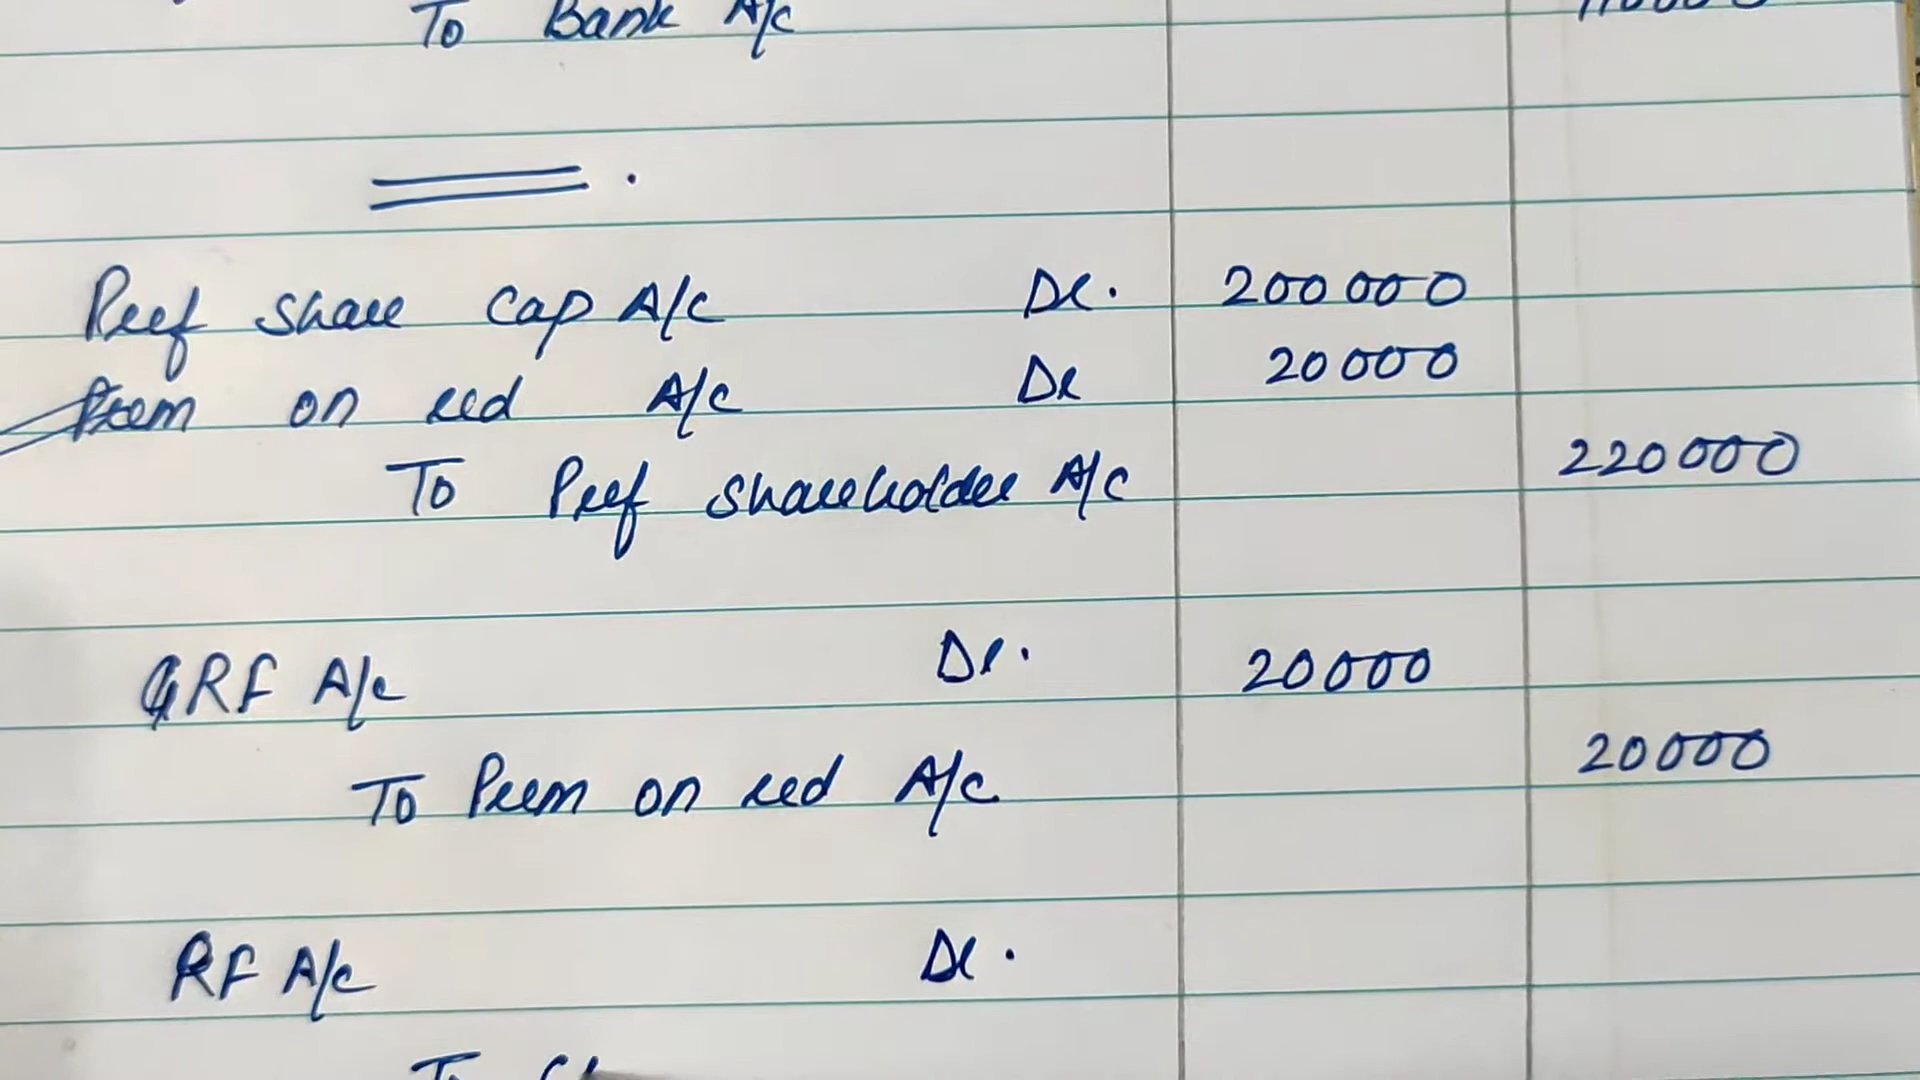 To Bank A/c
Pref share cap A/c Dr. 200000
Prem on red A/c Dr 20000
To Pref shareholder A/c 220000
GRF A/c Dr. 20000
To Prem on red A/c 20000
RF A/c Dr.
To